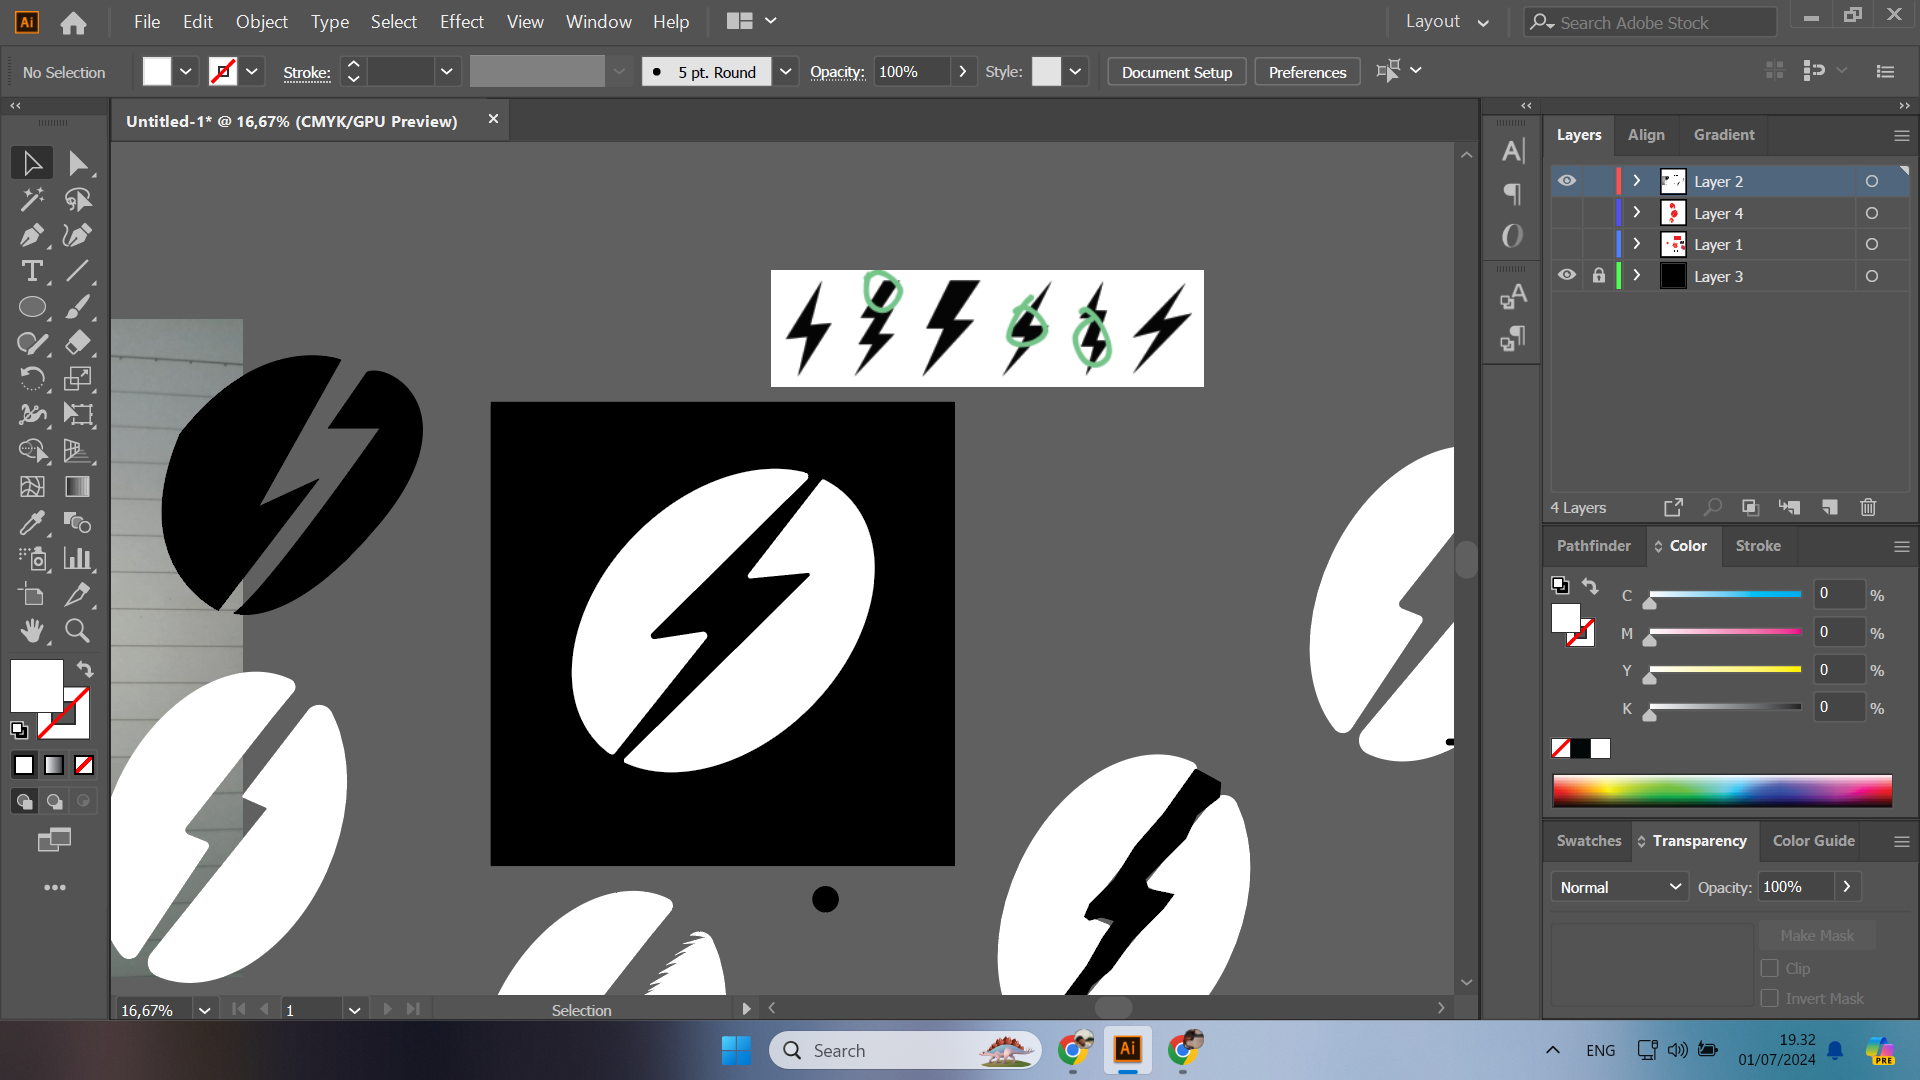 Ai File Edit Object Type Select Effect View Window Help Layout Search Adobe Stock
No Selection Stroke: 5 pt. Round Opacity: 100% Style: Document Setup Preferences
Untitled-1* @ 16,67% (CMYK/GPU Preview)
Layers Align Gradient
Layer 2
Layer 4
Layer 1
Layer 3
4 Layers
Pathfinder Color Stroke
C 0 %
M 0 %
Y 0 %
K 0 %
Swatches Transparency Color Guide
Normal Opacity: 100%
Make Mask
Clip
Invert Mask
16,67% 1 Selection
Search Ai ENG 19.32
01/07/2024
PRE